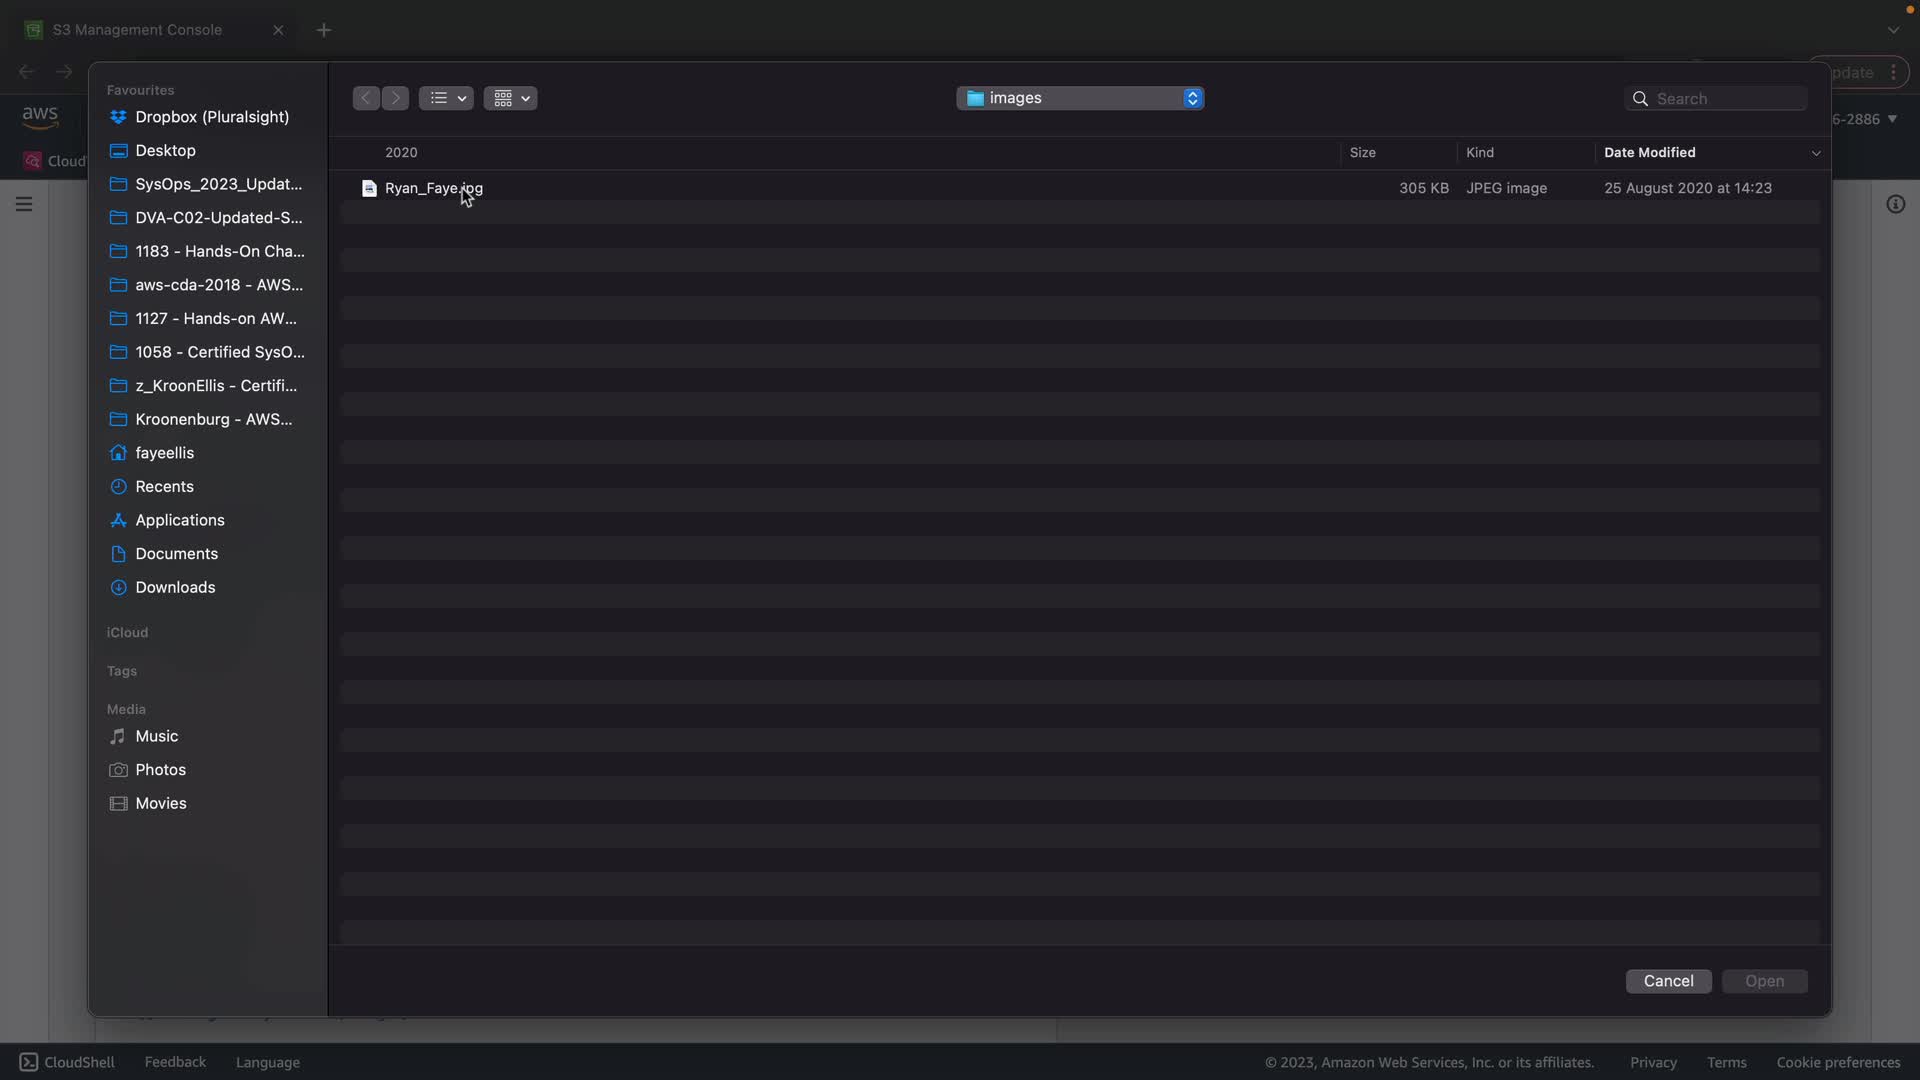 S3 Management Console
pdate
aws
6-2886
Cloud
Favourites
Dropbox (Pluralsight)
Desktop
SysOps_2023_Updat...
DVA-C02-Updated-S...
1183 - Hands-On Cha...
aws-cda-2018 - AWS...
1127 - Hands-on AW...
1058 - Certified SysO...
z_KroonEllis - Certifi...
Kroonenburg - AWS...
fayeellis
Recents
Applications
Documents
Downloads
iCloud
Tags
Media
Music
Photos
Movies
images
Search
2020 Size Kind Date Modified
Ryan_Faye.jpg 305 KB JPEG image 25 August 2020 at 14:23
Cancel Open
CloudShell Feedback Language © 2023, Amazon Web Services, Inc. or its affiliates. Privacy Terms Cookie preferences